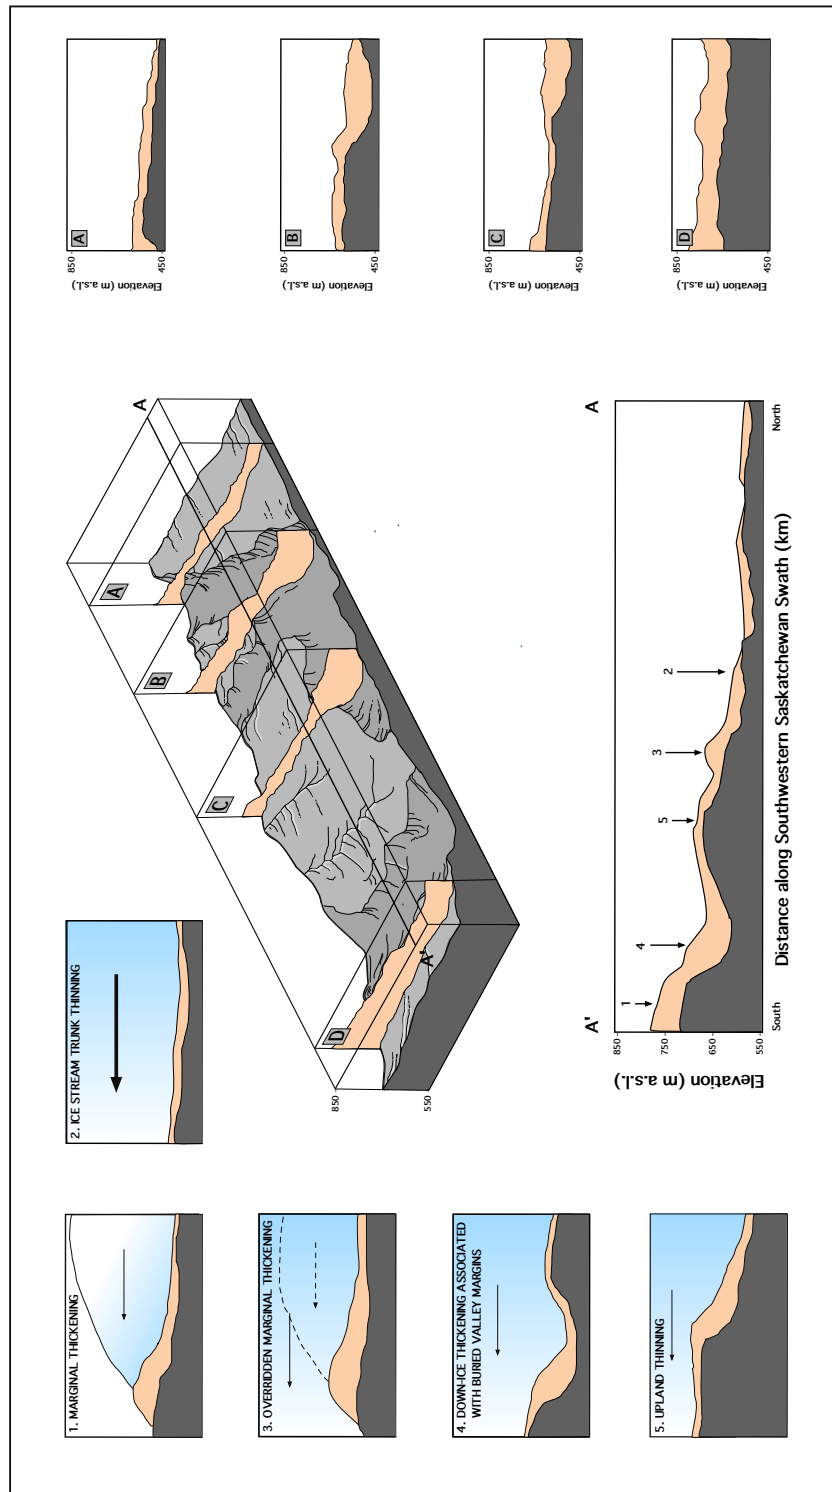 1. MARGINAL THICKENING
2. ICE STREAM TRUNK THINNING
3. OVERRIDDEN MARGINAL THICKENING
4. DOWN-ICE THICKENING ASSOCIATED
WITH BURIED VALLEY MARGINS
5. UPLAND THINNING
850
550
D
C
B
A
A'
A
A
850
450
Elevation (m a.s.l.)
B
850
450
Elevation (m a.s.l.)
C
850
450
Elevation (m a.s.l.)
D
850
450
Elevation (m a.s.l.)
A'
A
1
4
5
3
2
850
750
650
550
Elevation (m a.s.l.)
South
North
Distance along Southwestern Saskatchewan Swath (km)